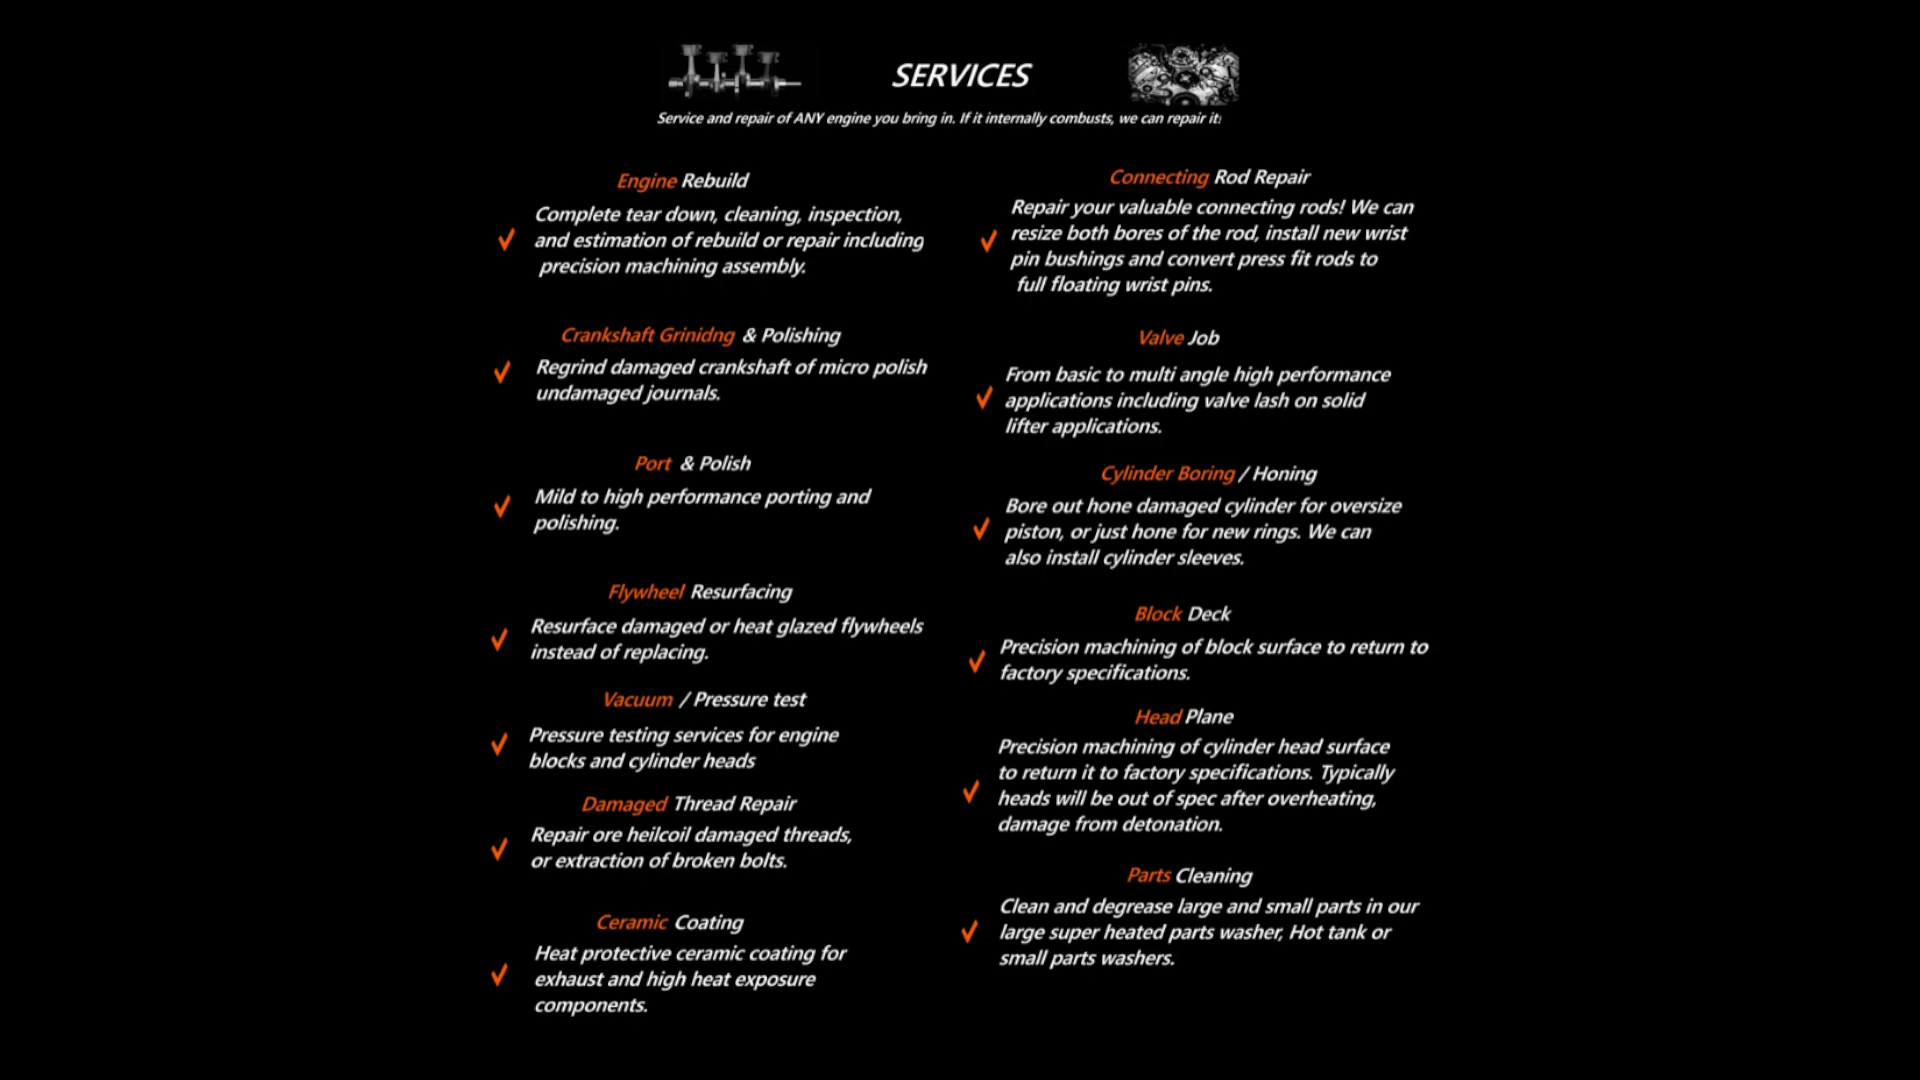 SERVICES
Service and repair of ANY engine you bring in. If it internally combusts, we can repair it!
Engine Rebuild
Complete tear down, cleaning, inspection,
and estimation of rebuild or repair including
precision machining assembly.
Crankshaft Grinidng & Polishing
Regrind damaged crankshaft of micro polish
undamaged journals.
Port & Polish
Mild to high performance porting and
polishing.
Flywheel Resurfacing
Resurface damaged or heat glazed flywheels
instead of replacing.
Vacuum / Pressure test
Pressure testing services for engine
blocks and cylinder heads
Damaged Thread Repair
Repair ore heilcoil damaged threads,
or extraction of broken bolts.
Ceramic Coating
Heat protective ceramic coating for
exhaust and high heat exposure
components.
Connecting Rod Repair
Repair your valuable connecting rods! We can
resize both bores of the rod, install new wrist
pin bushings and convert press fit rods to
full floating wrist pins.
Valve Job
From basic to multi angle high performance
applications including valve lash on solid
lifter applications.
Cylinder Boring / Honing
Bore out hone damaged cylinder for oversize
piston, or just hone for new rings. We can
also install cylinder sleeves.
Block Deck
Precision machining of block surface to return to
factory specifications.
Head Plane
Precision machining of cylinder head surface
to return it to factory specifications. Typically
heads will be out of spec after overheating,
damage from detonation.
Parts Cleaning
Clean and degrease large and small parts in our
large super heated parts washer, Hot tank or
small parts washers.